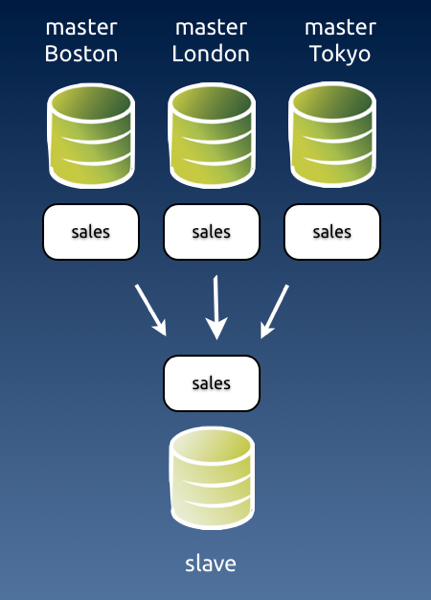 master
Boston
master
London
master
Tokyo
sales
sales
sales
sales
slave